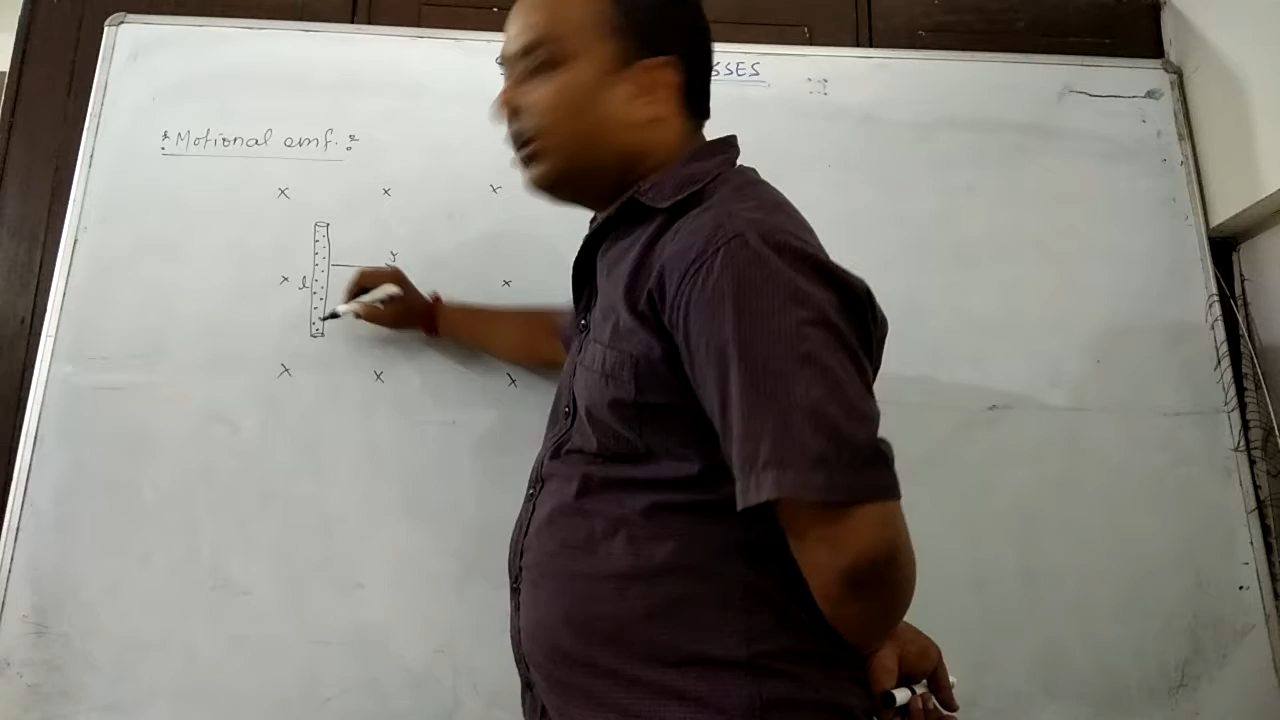 SSES
: Motional emf. :
x x x
v
x l x
x x x